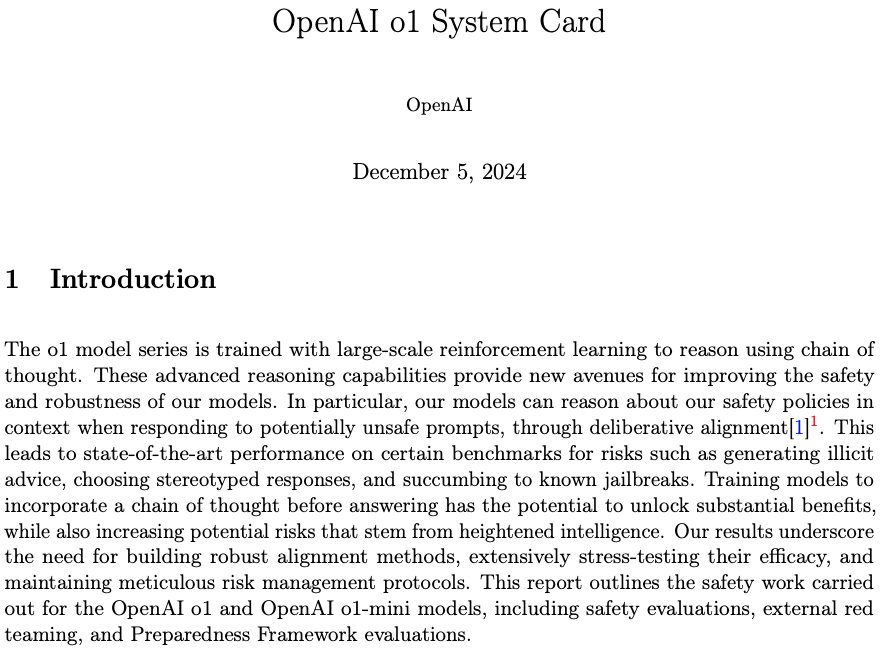 OpenAI o1 System Card
OpenAI
December 5, 2024
1 Introduction
The o1 model series is trained with large-scale reinforcement learning to reason using chain of
thought. These advanced reasoning capabilities provide new avenues for improving the safety
and robustness of our models. In particular, our models can reason about our safety policies in
context when responding to potentially unsafe prompts, through deliberative alignment[1]1. This
leads to state-of-the-art performance on certain benchmarks for risks such as generating illicit
advice, choosing stereotyped responses, and succumbing to known jailbreaks. Training models to
incorporate a chain of thought before answering has the potential to unlock substantial benefits,
while also increasing potential risks that stem from heightened intelligence. Our results underscore
the need for building robust alignment methods, extensively stress-testing their efficacy, and
maintaining meticulous risk management protocols. This report outlines the safety work carried
out for the OpenAI o1 and OpenAI o1-mini models, including safety evaluations, external red
teaming, and Preparedness Framework evaluations.